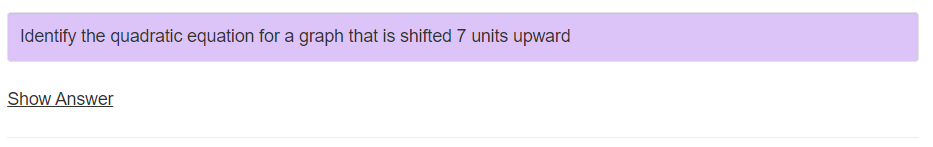 Identify the quadratic equation for a graph that is shifted 7 units upward
Show Answer